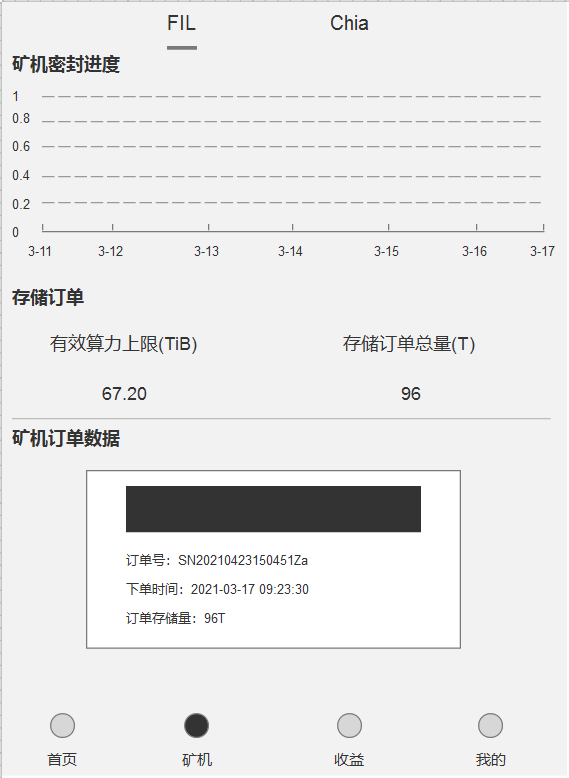 FIL Chia
矿机密封进度
1
0.8
0.6
0.4
0.2
0
3-11 3-12 3-13 3-14 3-15 3-16 3-17
存储订单
有效算力上限(TiB) 存储订单总量(T)
67.20 96
矿机订单数据
订单号：SN20210423150451Za
下单时间：2021-03-17 09:23:30
订单存储量：96T
首页 矿机 收益 我的